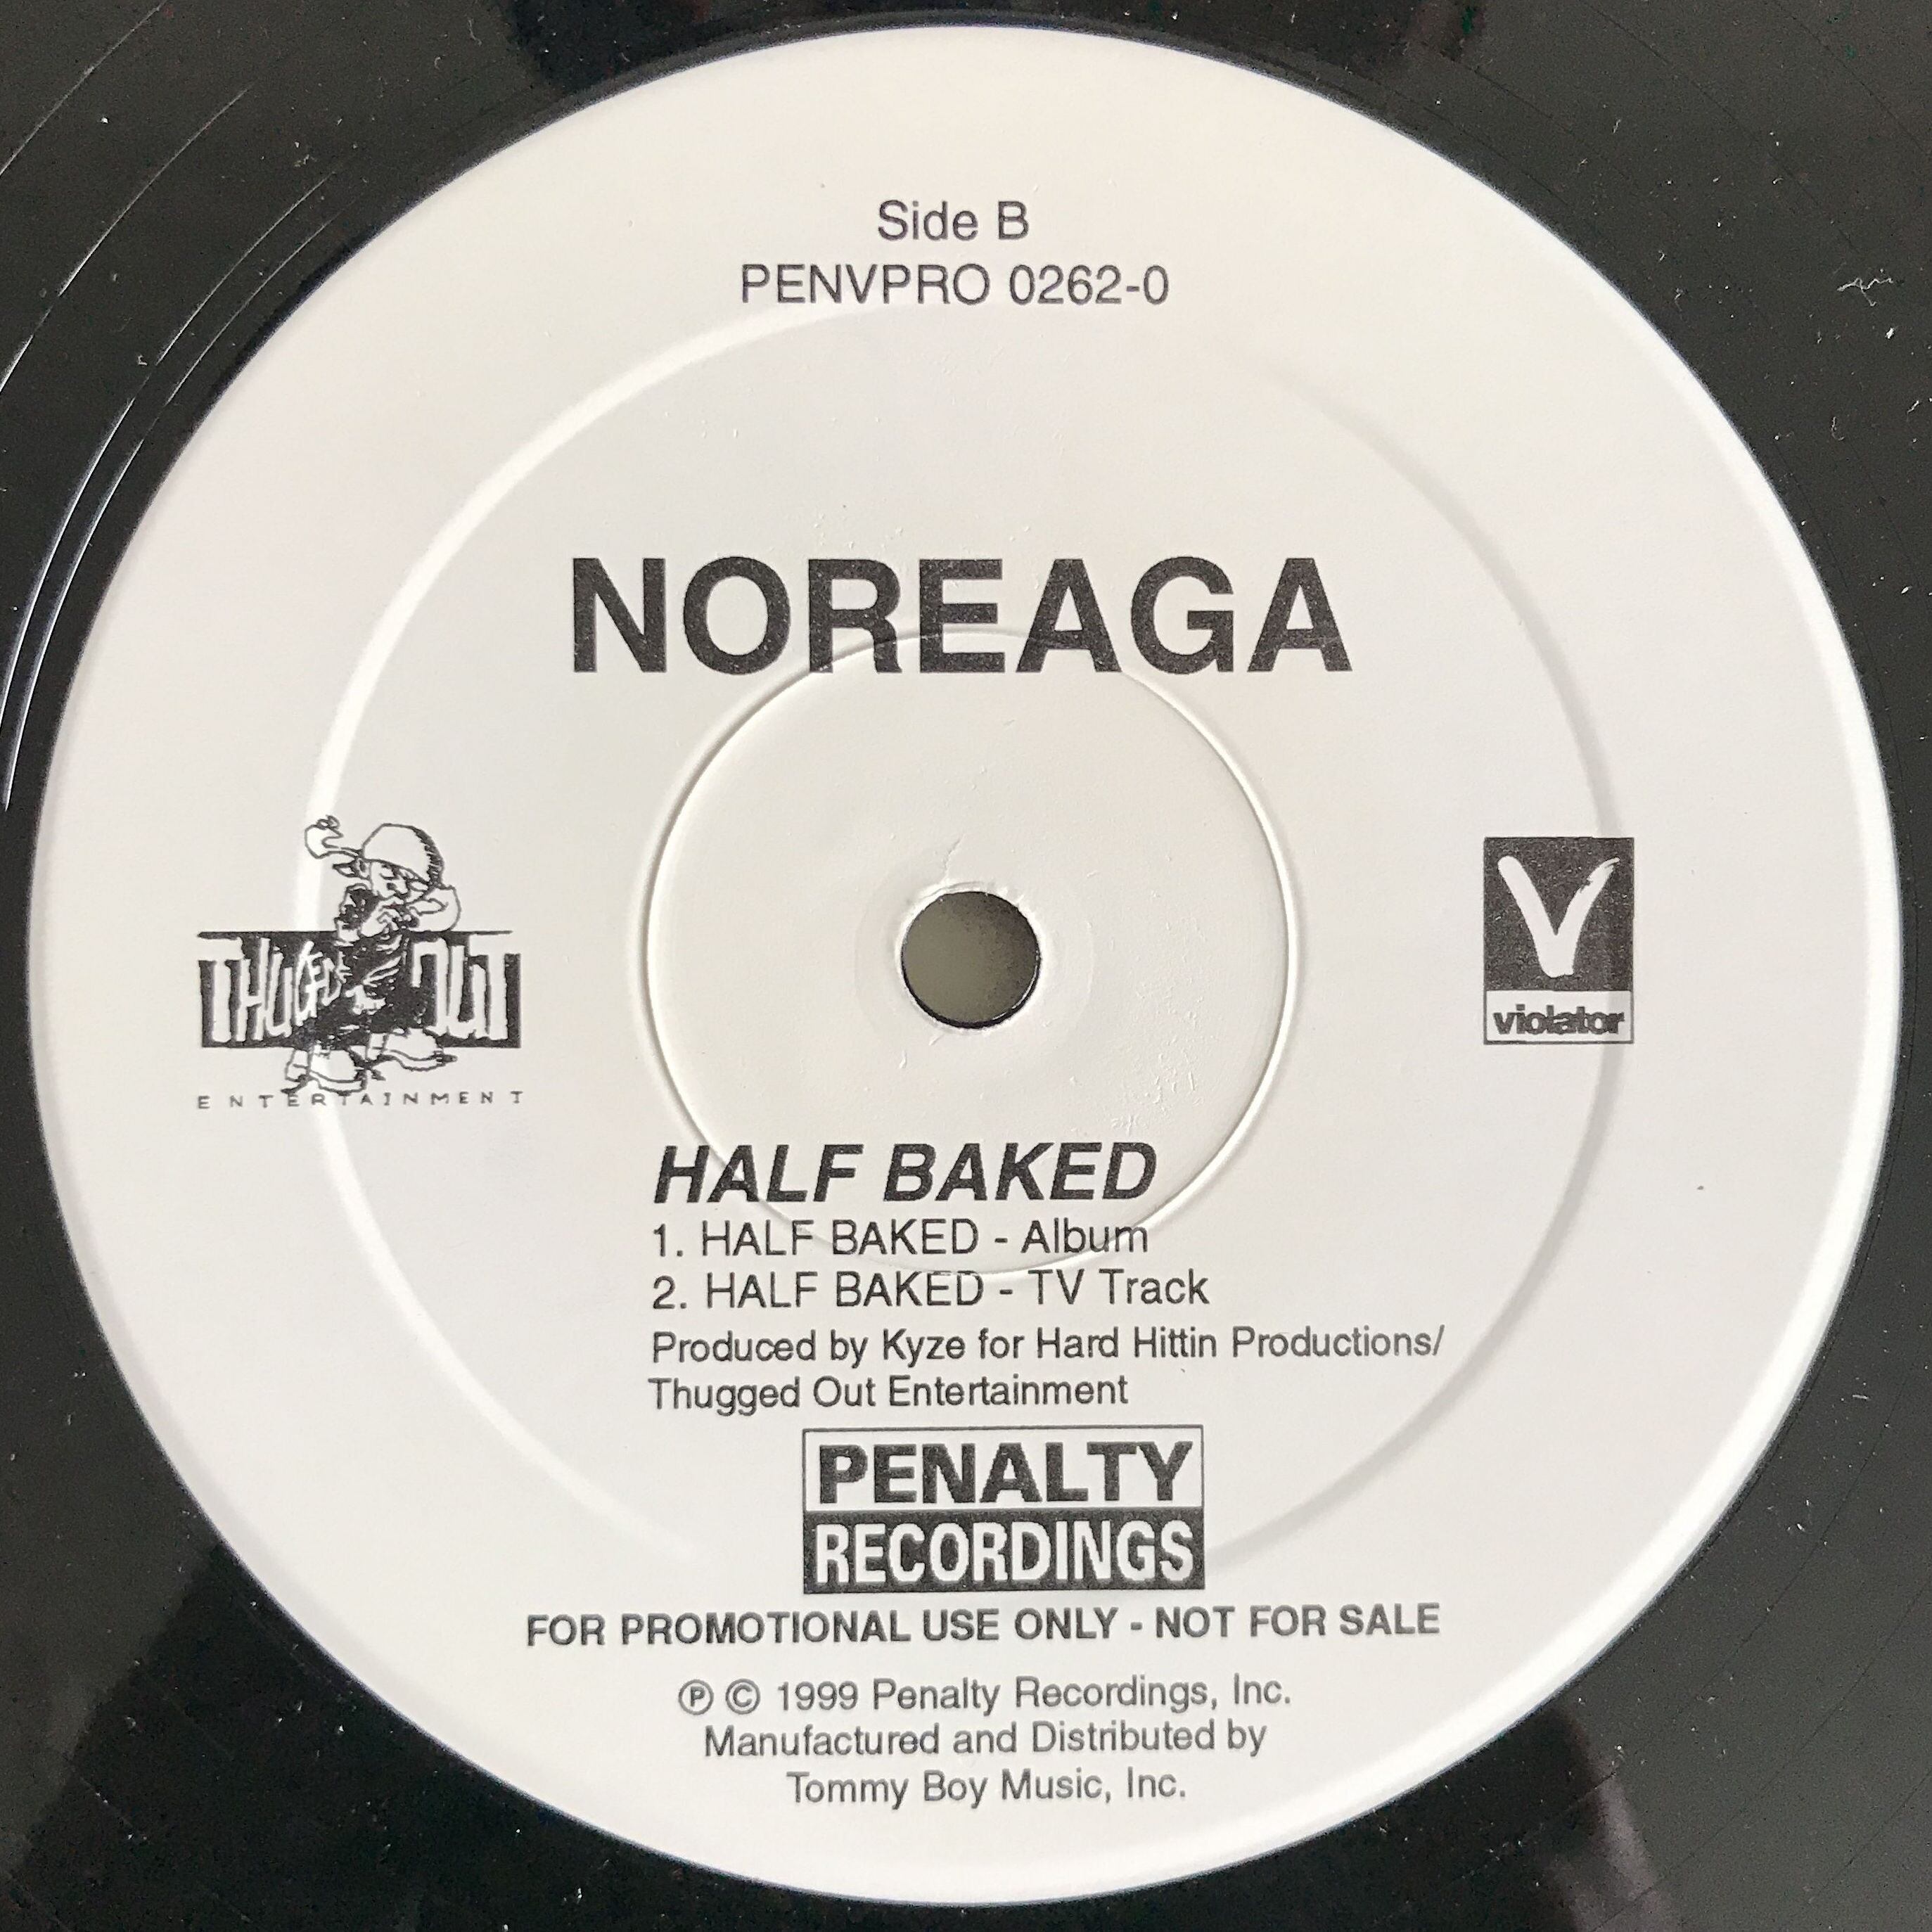 Side B
PENVPRO 0262-0
NOREAGA
THUGED OUT
ENTERTAINMENT
V
violator
HALF BAKED
1. HALF BAKED - Album
2. HALF BAKED - TV Track
Produced by Kyze for Hard Hittin Productions/
Thugged Out Entertainment
PENALTY
RECORDINGS
FOR PROMOTIONAL USE ONLY - NOT FOR SALE
℗ © 1999 Penalty Recordings, Inc.
Manufactured and Distributed by
Tommy Boy Music, Inc.